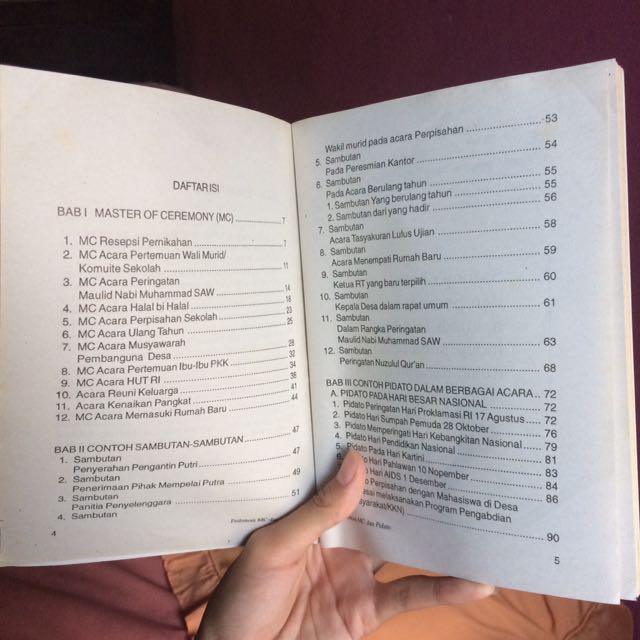 DAFTAR ISI
BAB I MASTER OF CEREMONY (MC) 7
1. MC Resepsi Pernikahan 7
2. MC Acara Pertemuan Wali Murid/
Komuite Sekolah 11
3. MC Acara Peringatan
Maulid Nabi Muhammad SAW 14
4. MC Acara Halal bi Halal 18
5. MC Acara Perpisahan Sekolah 23
6. MC Acara Ulang Tahun 25
7. MC Acara Musyawarah
Pembanguna Desa 28
8. MC Acara Pertemuan Ibu-Ibu PKK 32
9. MC Acara HUT RI 34
10. Acara Reuni Keluarga 36
11. Acara Kenaikan Pangkat 41
12. MC Acara Memasuki Rumah Baru 44
BAB II CONTOH SAMBUTAN-SAMBUTAN 47
1. Sambutan
Penyerahan Pengantin Putri 47
2. Sambutan
Penerimaan Pihak Mempelai Putra 49
3. Sambutan
Panitia Penyelenggara 51
4. Sambutan
4
Wakil murid pada acara Perpisahan 53
5. Sambutan
Pada Peresmian Kantor 54
6. Sambutan
Pada Acara Berulang tahun 55
1. Sambutan Yang berulang tahun 55
2. Sambutan dari yang hadir 56
7. Sambutan
Acara Tasyakuran Lulus Ujian 58
8. Sambutan
Acara Menempati Rumah Baru 59
9. Sambutan
Ketua RT yang baru terpilih 60
10. Sambutan
Kepala Desa dalam rapat umum 61
11. Sambutan
Dalam Rangka Peringatan
Maulid Nabi Muhammad SAW 63
12. Sambutan
Peringatan Nuzulul Qur'an 68
BAB III CONTOH PIDATO DALAM BERBAGAI ACARA 72
A. PIDATO PADA HARI BESAR NASIONAL 72
1. Pidato Peringatan Hari Proklamasi RI 17 Agustus 72
2. Pidato Hari Sumpah Pemuda 28 Oktober 76
3. Pidato Memperingati Hari Kebangkitan Nasional 79
4. Pidato Hari Pendidikan Nasional 81
5. Pidato Pada Hari Kartini 83
Hari Pahlawan 10 Nopember 84
Hari AIDS 1 Desember 86
Perpisahan dengan Mahasiswa di Desa
melaksanakan Program Pengabdian
90
MC dan Pidato
5